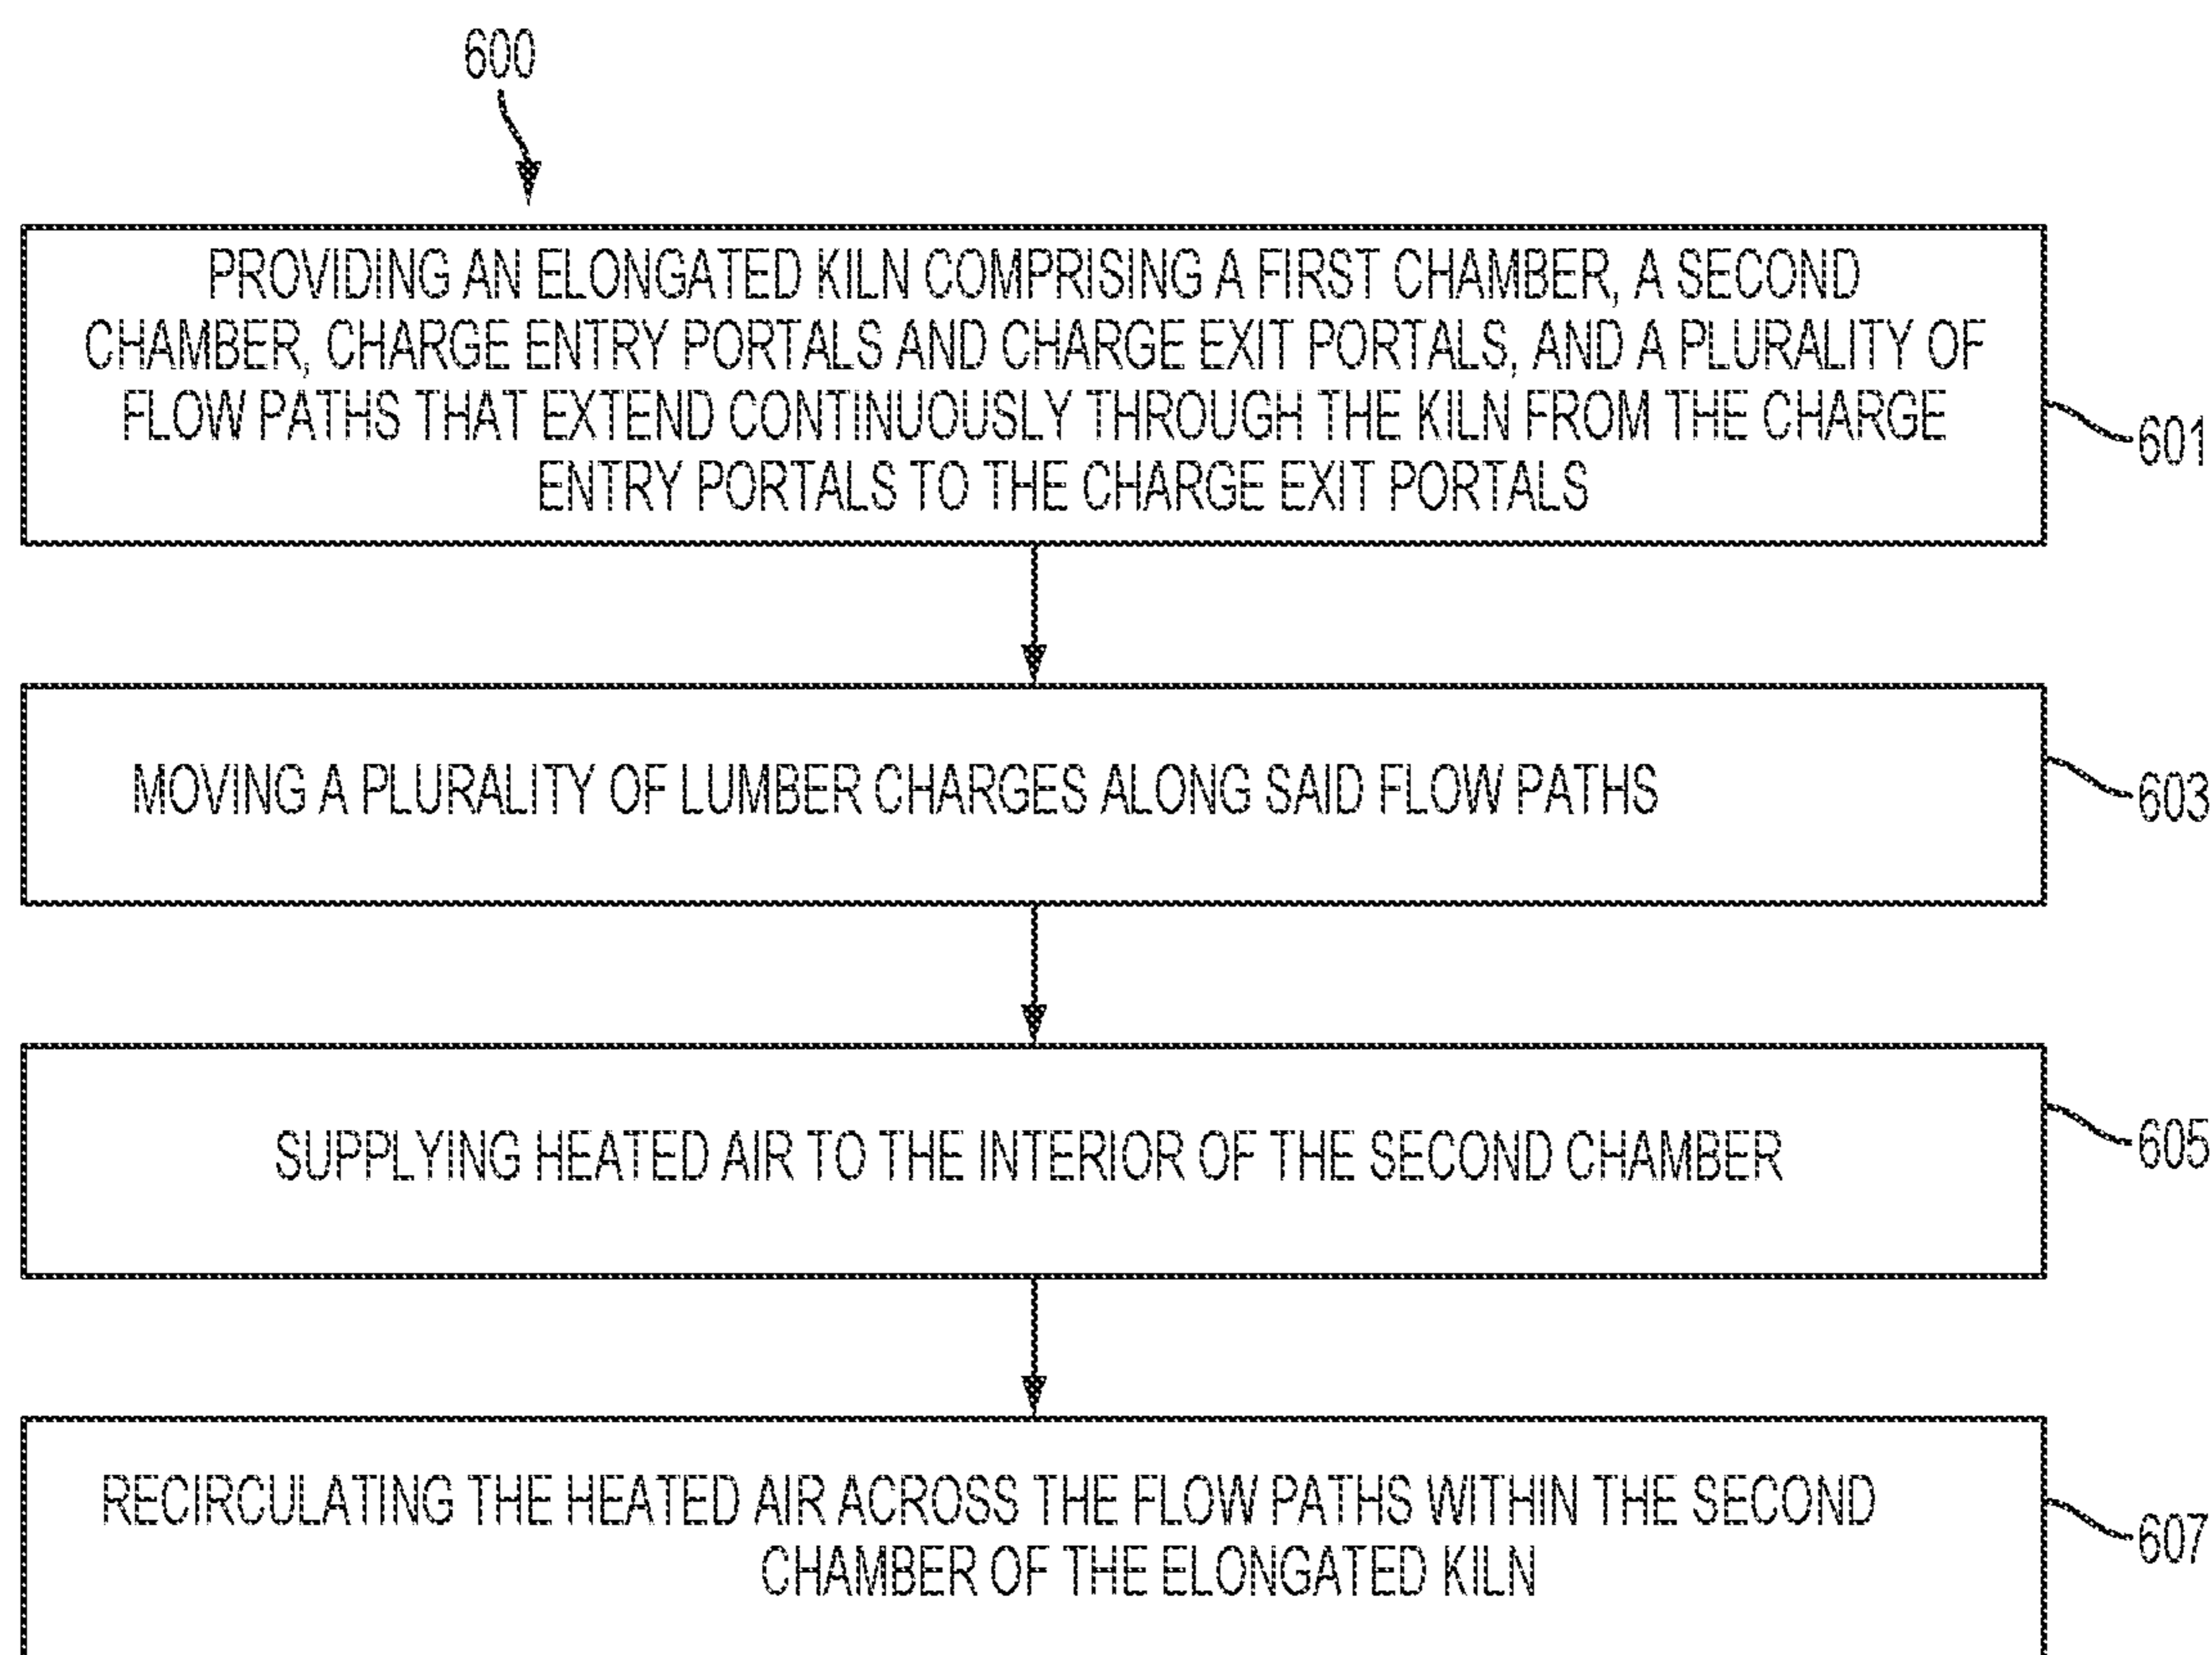 600
PROVIDING AN ELONGATED KILN COMPRISING A FIRST CHAMBER, A SECOND
CHAMBER, CHARGE ENTRY PORTALS AND CHARGE EXIT PORTALS, AND A PLURALITY OF
FLOW PATHS THAT EXTEND CONTINUOUSLY THROUGH THE KILN FROM THE CHARGE
ENTRY PORTALS TO THE CHARGE EXIT PORTALS
601
MOVING A PLURALITY OF LUMBER CHARGES ALONG SAID FLOW PATHS
603
SUPPLYING HEATED AIR TO THE INTERIOR OF THE SECOND CHAMBER
605
RECIRCULATING THE HEATED AIR ACROSS THE FLOW PATHS WITHIN THE SECOND
CHAMBER OF THE ELONGATED KILN
607